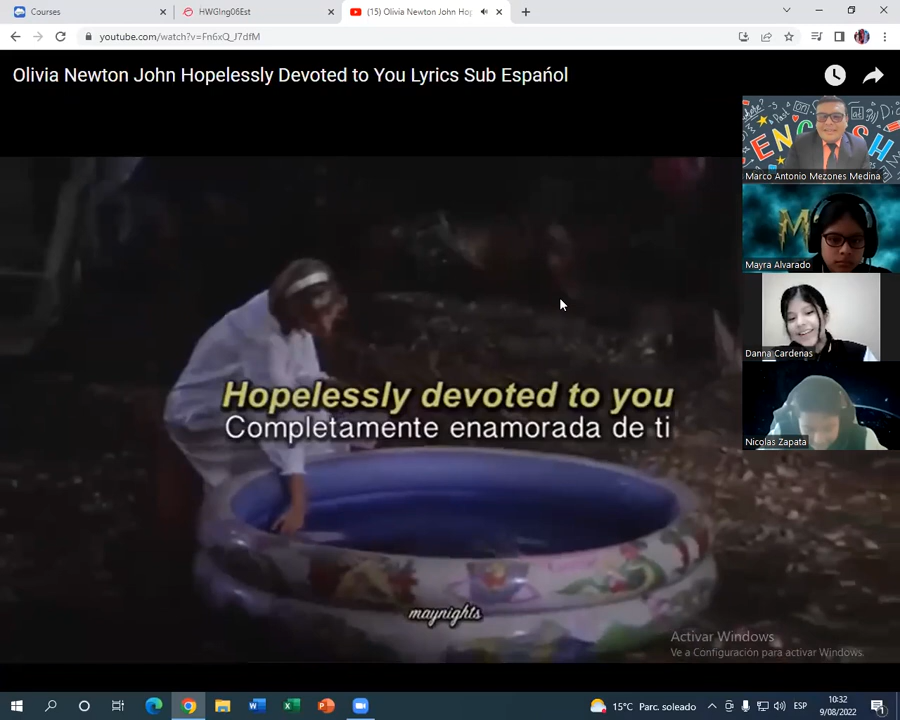 Courses
HWGIng06Est
(15) Olivia Newton John Hop
youtube.com/watch?v=Fn6xQ_J7dfM
Olivia Newton John Hopelessly Devoted to You Lyrics Sub Español
ENGLISH
Marco Antonio Mezones Medina
Mayra Alvarado
Danna Cardenas
Nicolas Zapata
Hopelessly devoted to you
Completamente enamorada de ti
maynights
Activar Windows
Ve a Configuración para activar Windows.
15°C Parc. soleado
ESP
10:32
9/08/2022